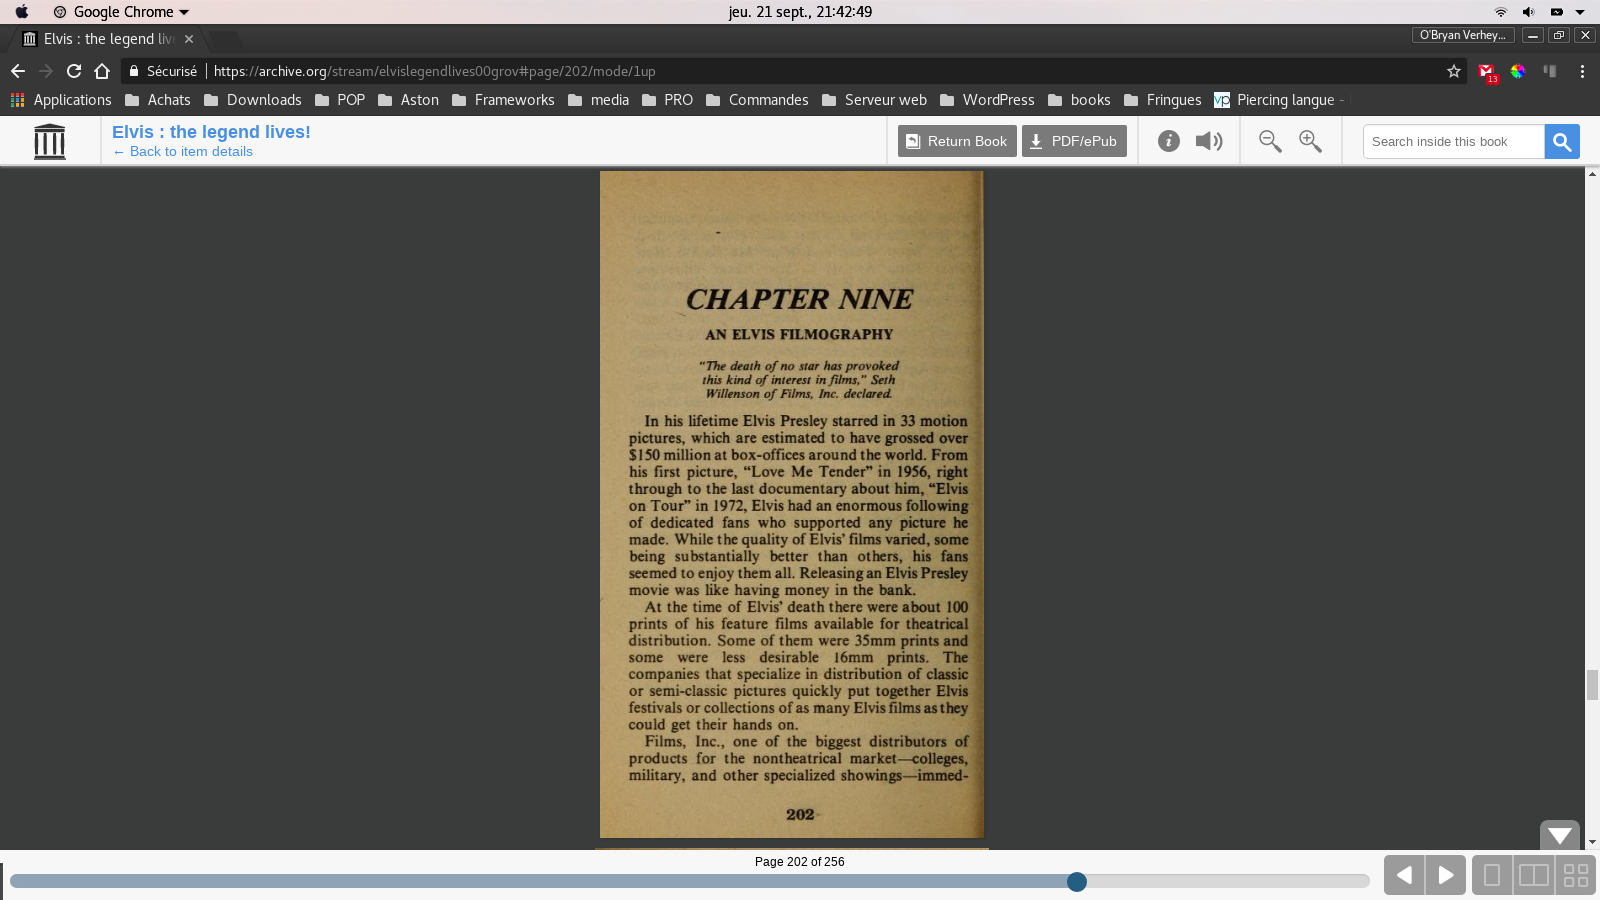 Google Chrome
jeu. 21 sept., 21:42:49
Elvis : the legend live
O'Bryan Verhey...
Sécurisé
https://archive.org/stream/elvislegendlives00grov#page/202/mode/1up
13
Applications Achats Downloads POP Aston Frameworks media PRO Commandes Serveur web WordPress books Fringues vp Piercing langue -
Elvis : the legend lives!
← Back to item details
Return Book
PDF/ePub
Search inside this book
CHAPTER NINE
AN ELVIS FILMOGRAPHY
"The death of no star has provoked
this kind of interest in films," Seth
Willenson of Films, Inc. declared.
In his lifetime Elvis Presley starred in 33 motion
pictures, which are estimated to have grossed over
$150 million at box-offices around the world. From
his first picture, "Love Me Tender" in 1956, right
through to the last documentary about him, "Elvis
on Tour" in 1972, Elvis had an enormous following
of dedicated fans who supported any picture he
made. While the quality of Elvis' films varied, some
being substantially better than others, his fans
seemed to enjoy them all. Releasing an Elvis Presley
movie was like having money in the bank.
At the time of Elvis' death there were about 100
prints of his feature films available for theatrical
distribution. Some of them were 35mm prints and
some were less desirable 16mm prints. The
companies that specialize in distribution of classic
or semi-classic pictures quickly put together Elvis
festivals or collections of as many Elvis films as they
could get their hands on.
Films, Inc., one of the biggest distributors of
products for the nontheatrical market—colleges,
military, and other specialized showings—immed-
202
Page 202 of 256